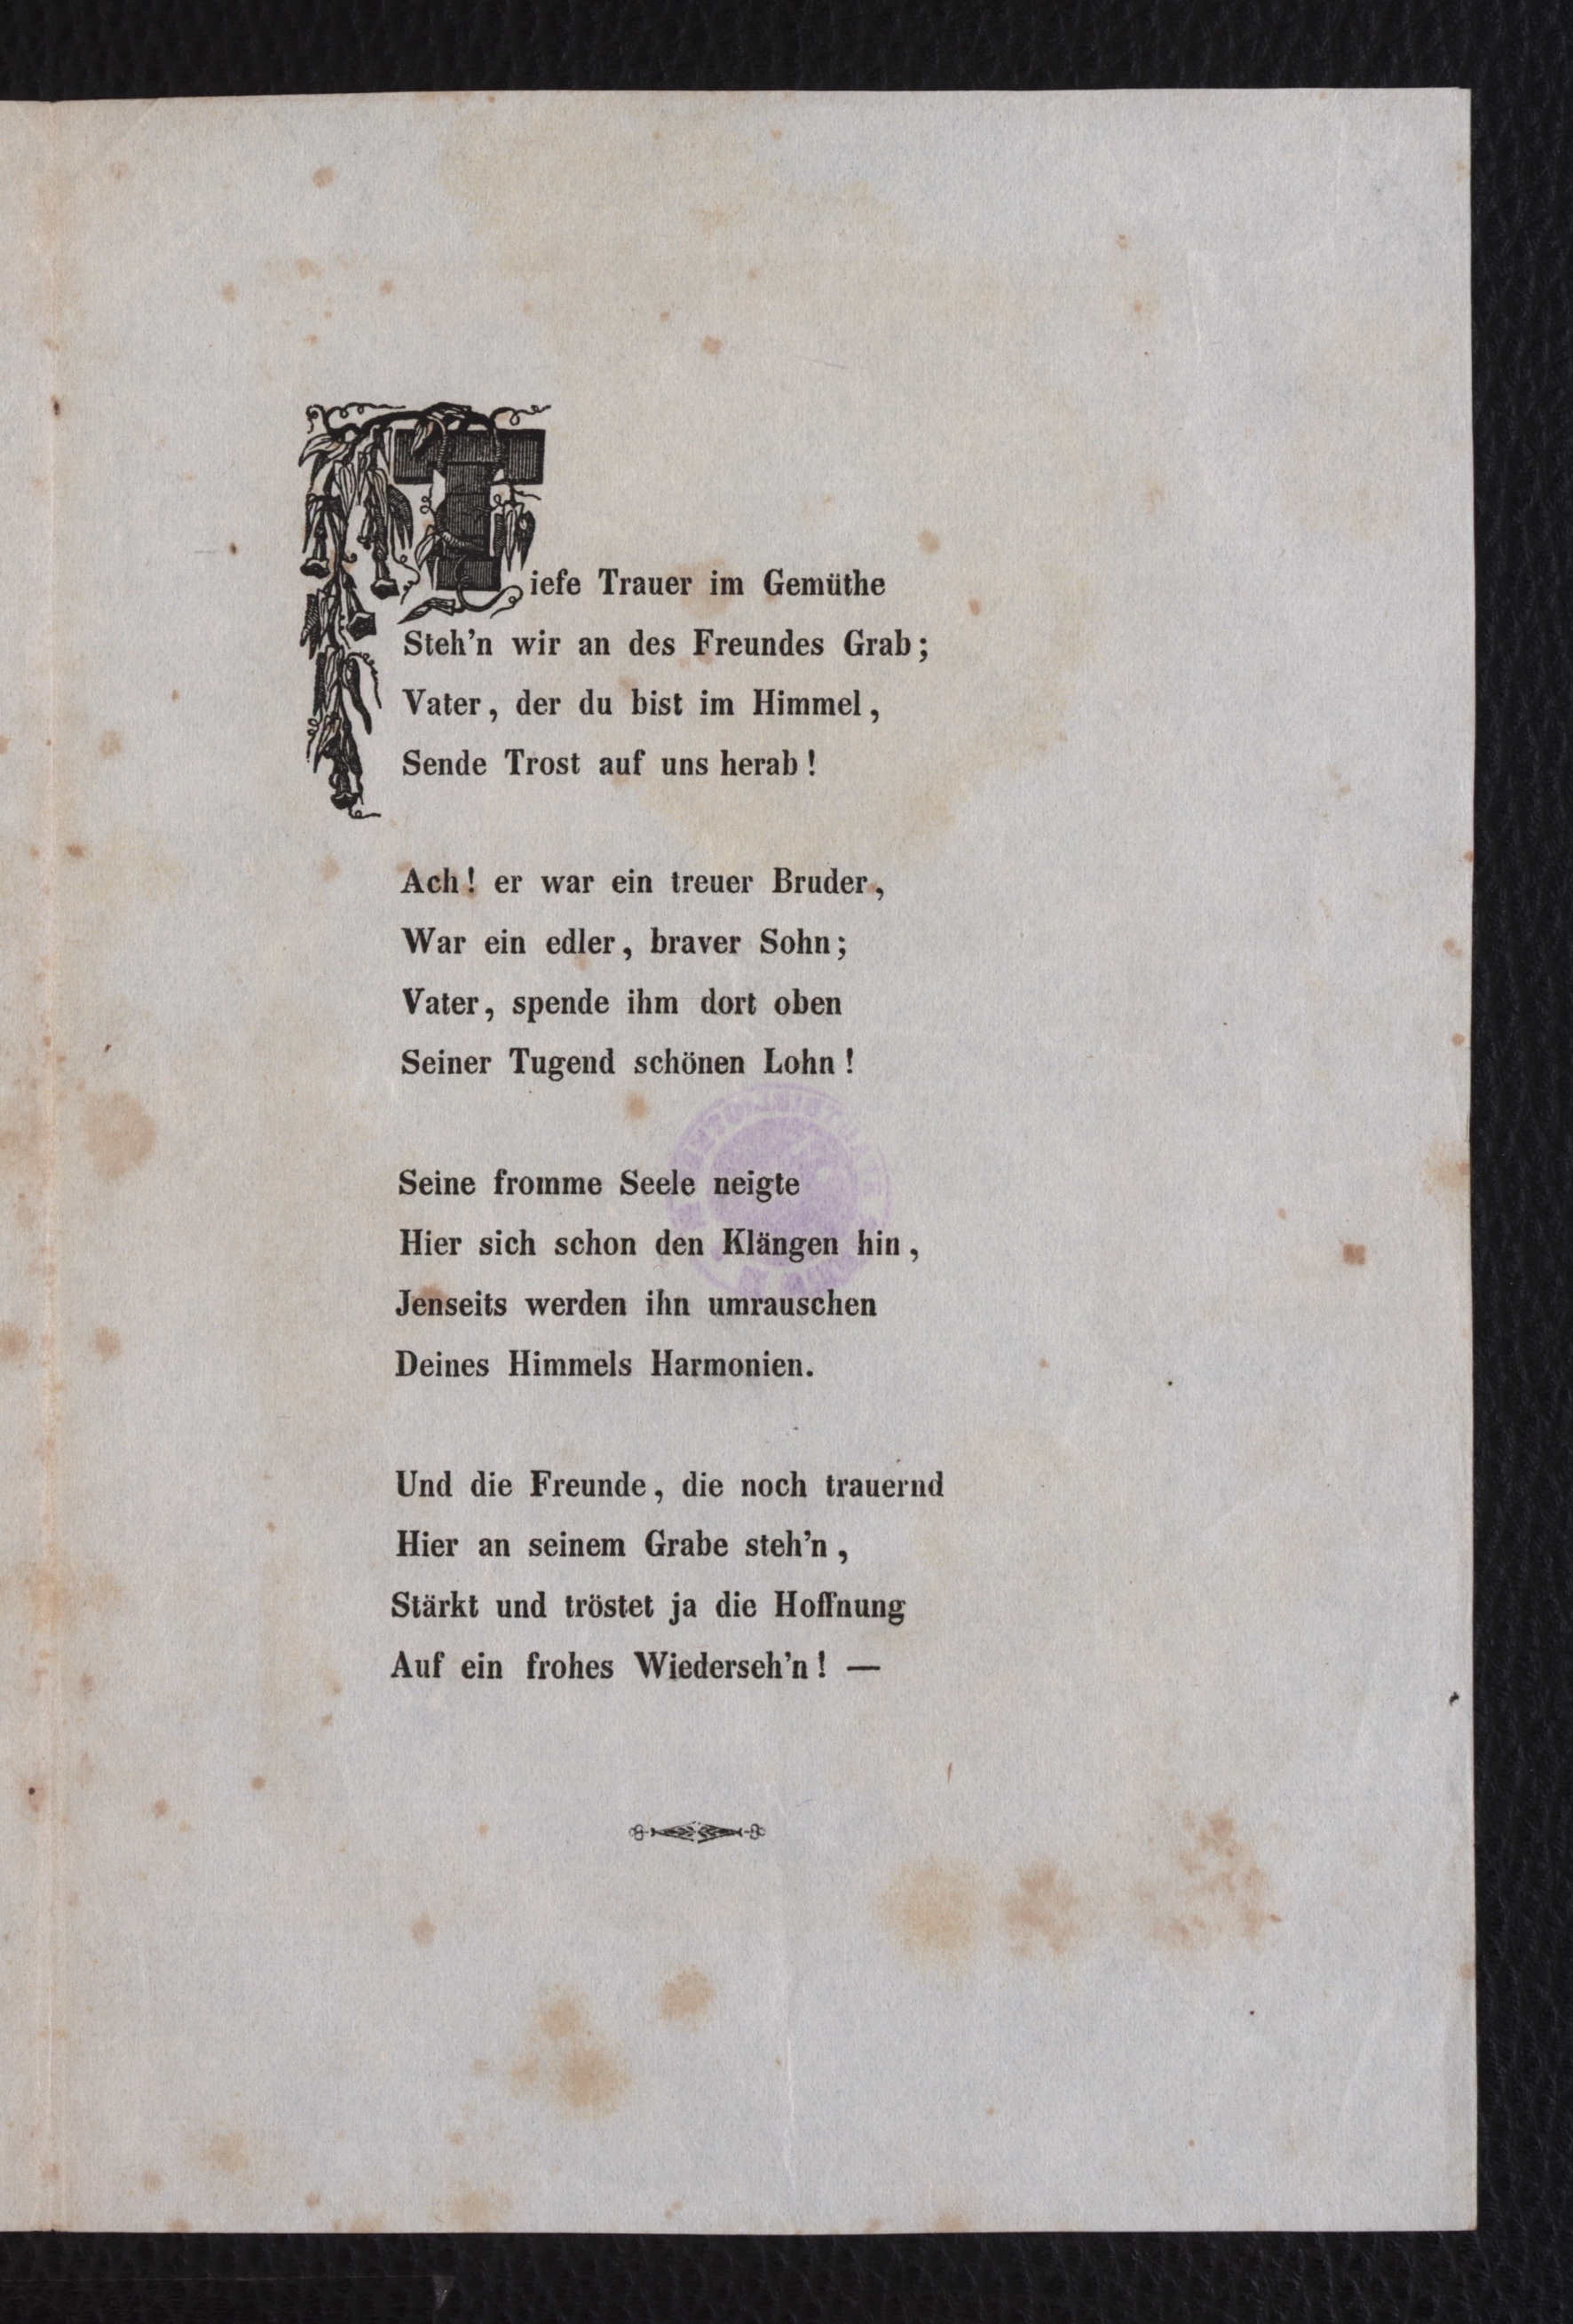 Tiefe Trauer im Gemüthe
Steh'n wir an des Freundes Grab;
Vater, der du bist im Himmel,
Sende Trost auf uns herab!
Ach! er war ein treuer Bruder,
War ein edler, braver Sohn;
Vater, spende ihm dort oben
Seiner Tugend schönen Lohn!
Seine fromme Seele neigte
Hier sich schon den Klängen hin,
Jenseits werden ihn umrauschen
Deines Himmels Harmonien.
Und die Freunde, die noch trauernd
Hier an seinem Grabe steh'n,
Stärkt und tröstet ja die Hoffnung
Auf ein frohes Wiederseh'n! —